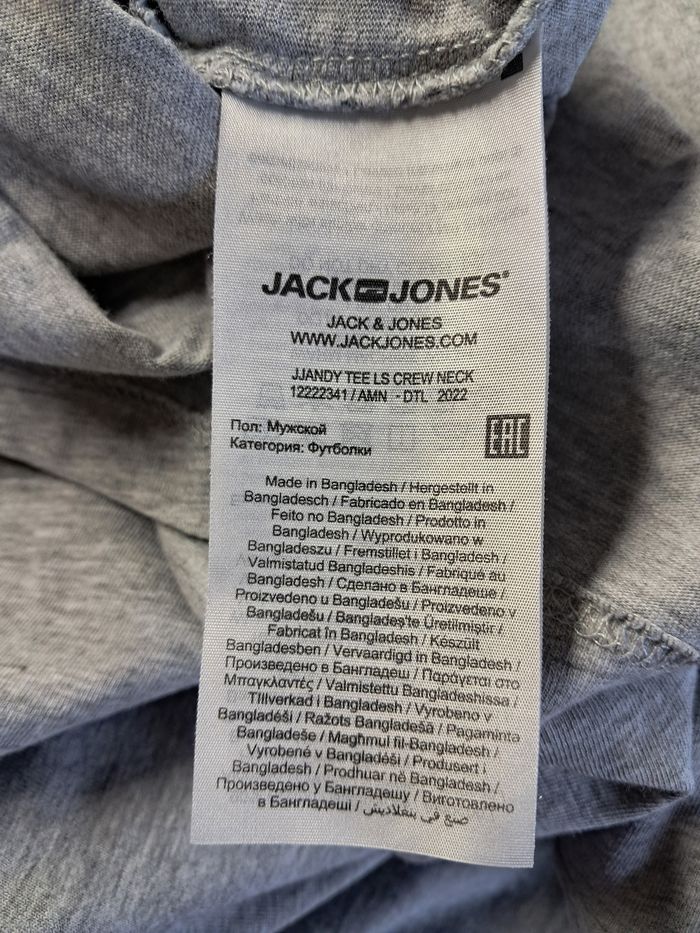 JACK JONES®
JACK & JONES
WWW.JACKJONES.COM
JJANDY TEE LS CREW NECK
12222341 / AMN - DTL 2022
Пол: Мужской
Категория: Футболки
EAC
Made in Bangladesh / Hergestellt in
Bangladesch / Fabricado en Bangladesh /
Feito no Bangladesh / Prodotto in
Bangladesh / Wyprodukowano w
Bangladeszu / Fremstillet i Bangladesh /
Valmistatud Bangladeshis / Fabriqué au
Bangladesh / Сделано в Бангладеше /
Proizvedeno u Bangladešu / Proizvedeno v
Bangladešu / Bangladeş'te Üretilmiştir /
Fabricat în Bangladesh / Készült
Bangladesben / Vervaardigd in Bangladesh /
Произведено в Бангладеш / Παράγεται στο
Μπαγκλαντές / Valmistettu Bangladeshissa /
Tillverkad i Bangladesh / Vyrobeno v
Bangladéši / Ražots Bangladešā / Pagaminta
Bangladeše / Magħmul fil-Bangladesh /
Vyrobené v Bangladéši / Produsert i
Bangladesh / Prodhuar në Bangladesh /
Произведено у Бангладешу / Виготовлено
в Бангладеші / صنع في بنغلاديش